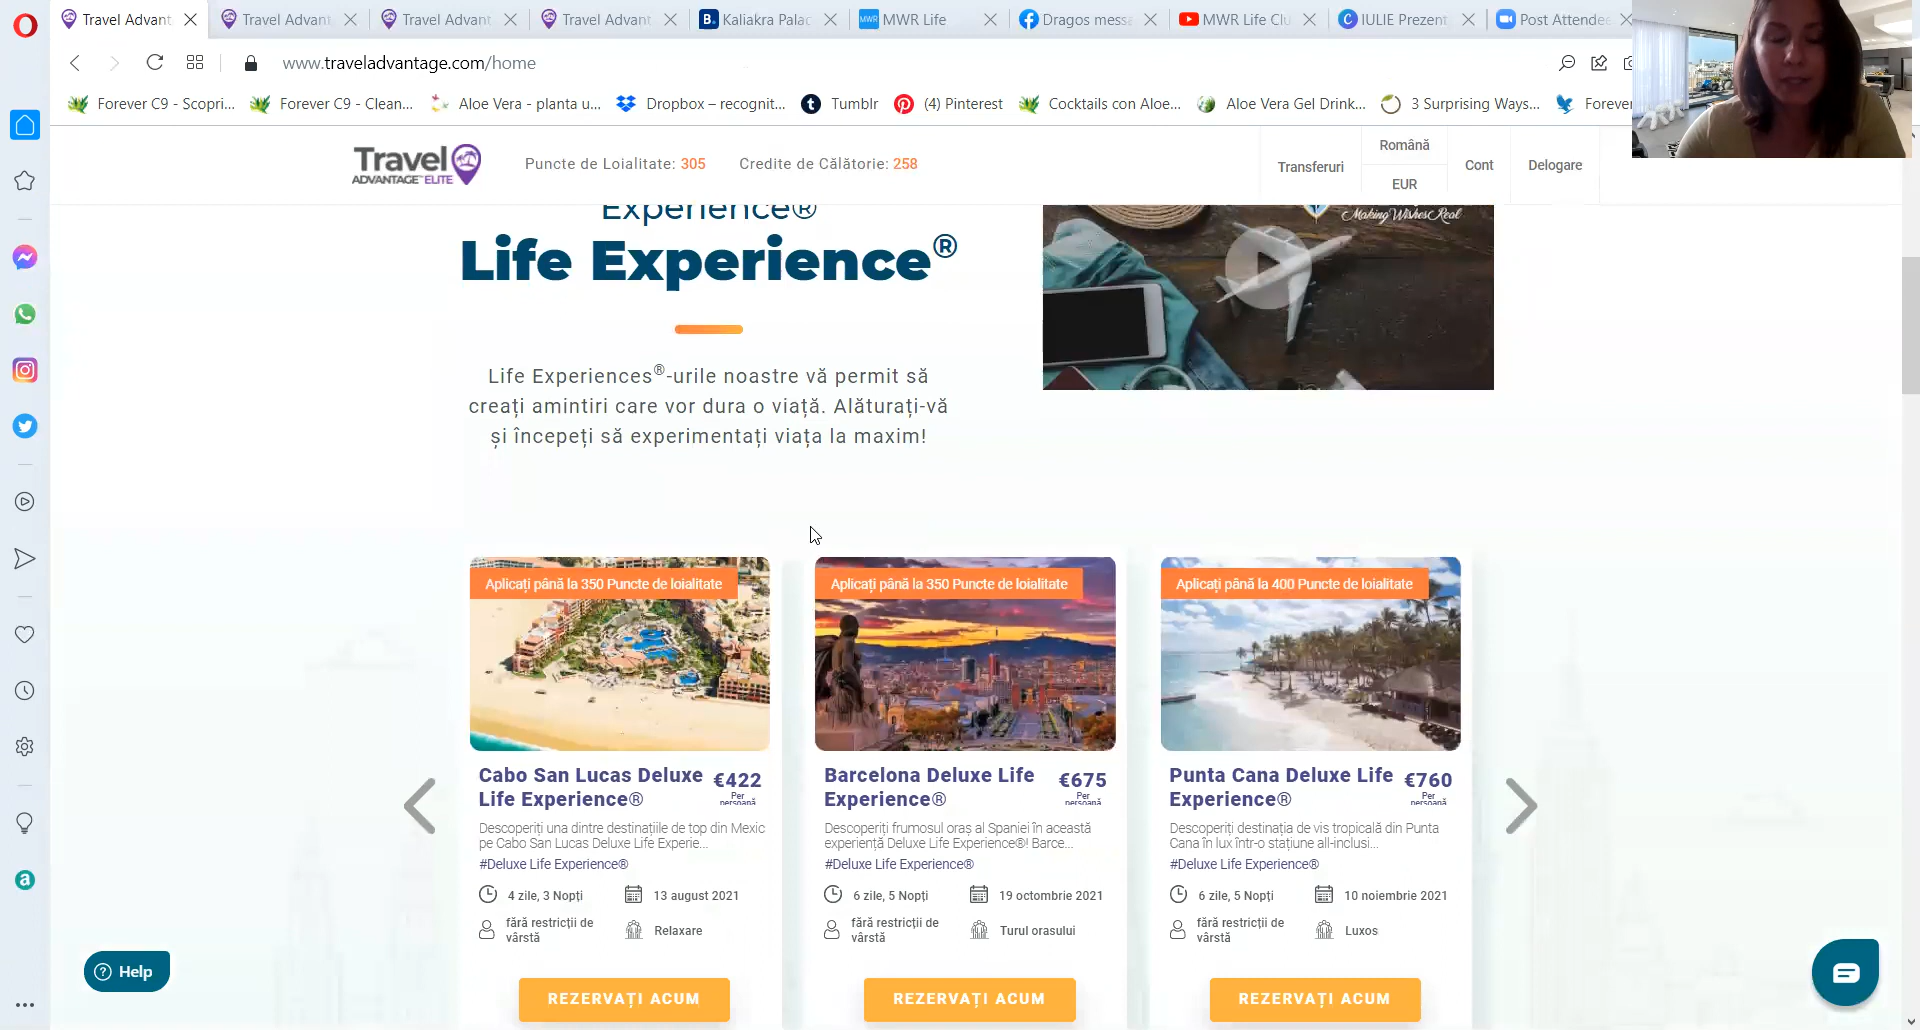 Travel Advant
Travel Advan
Travel Advant
Travel Advant
Kaliakra Palac
MWR Life
Dragos messa
MWR Life Clu
IULIE Prezent
Post Attendee
www.traveladvantage.com/home
Forever C9 - Scopri...
Forever C9 - Clean...
Aloe Vera - planta u...
Dropbox – recognit...
Tumblr
(4) Pinterest
Cocktails con Aloe...
Aloe Vera Gel Drink...
3 Surprising Ways...
Forever
Travel
ADVANTAGE ELITE
Puncte de Loialitate: 305
Credite de Călătorie: 258
Transferuri
Română
EUR
Cont
Delogare
Experience®
Life Experience®
Making Wishes Real
Life Experiences®-urile noastre vă permit să
creați amintiri care vor dura o viață. Alăturați-vă
și începeți să experimentați viața la maxim!
Aplicați până la 350 Puncte de loialitate
Cabo San Lucas Deluxe
Life Experience®
€422
Per
persoană
Descoperiți una dintre destinațiile de top din Mexic
pe Cabo San Lucas Deluxe Life Experie...
#Deluxe Life Experience®
4 zile, 3 Nopți
13 august 2021
fără restricții de
vârstă
Relaxare
REZERVAȚI ACUM
Aplicați până la 350 Puncte de loialitate
Barcelona Deluxe Life
Experience®
€675
Per
persoană
Descoperiți frumosul oraș al Spaniei în această
experiență Deluxe Life Experience®! Barce...
#Deluxe Life Experience®
6 zile, 5 Nopți
19 octombrie 2021
fără restricții de
vârstă
Turul orasului
REZERVAȚI ACUM
Aplicați până la 400 Puncte de loialitate
Punta Cana Deluxe Life
Experience®
€760
Per
persoană
Descoperiți destinația de vis tropicală din Punta
Cana în lux într-o stațiune all-inclusi...
#Deluxe Life Experience®
6 zile, 5 Nopți
10 noiembrie 2021
fără restricții de
vârstă
Luxos
REZERVAȚI ACUM
Help